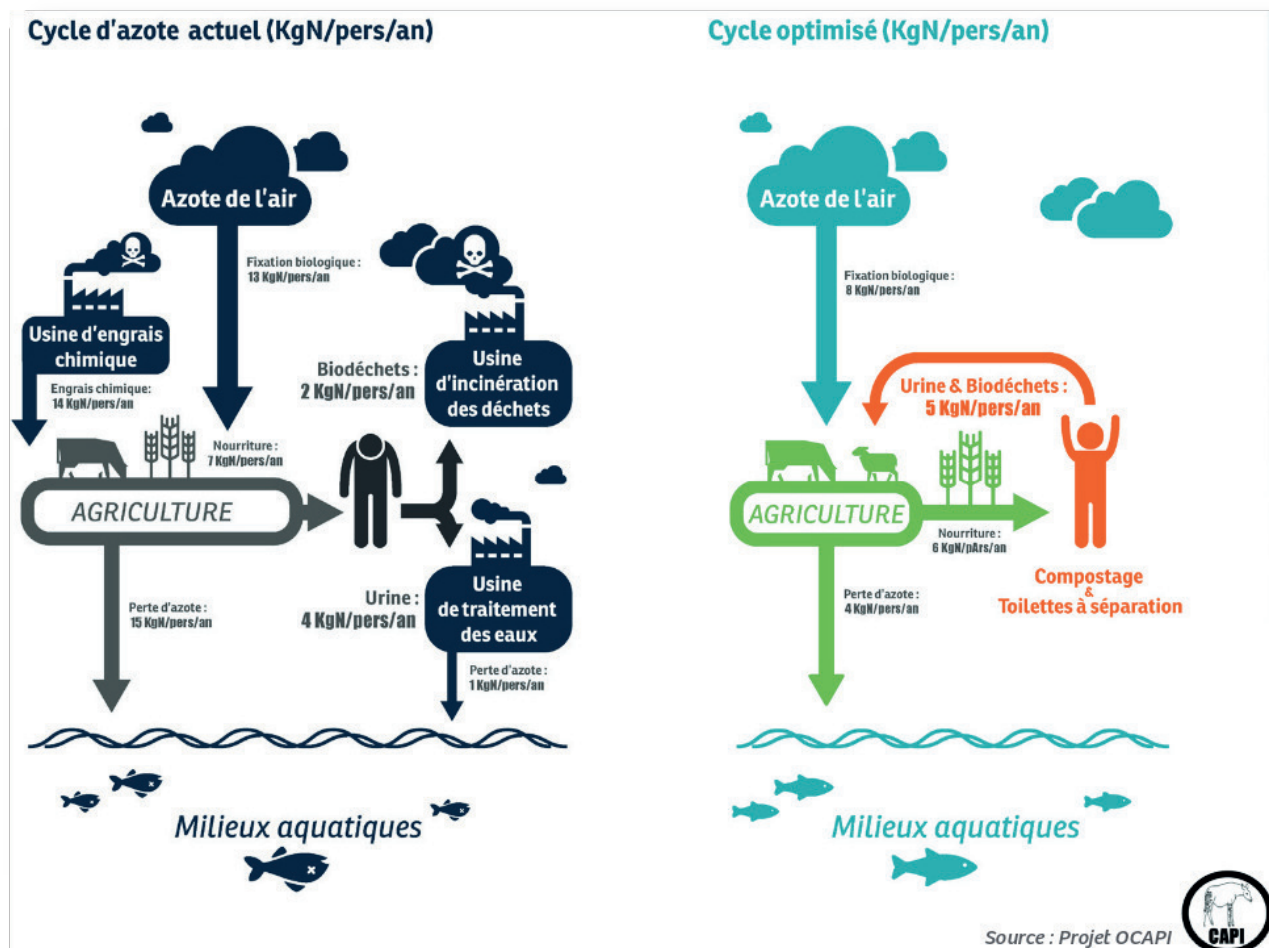 Cycle d'azote actuel (KgN/pers/an)
Azote de l'air
Fixation biologique :
13 KgN/pers/an
Usine d'engrais
chimique
Engrais chimique:
14 KgN/pers/an
Biodéchets :
2 KgN/pers/an
Usine
d'incinération
des déchets
Nourriture :
7 KgN/pers/an
AGRICULTURE
Perte d'azote :
15 KgN/pers/an
Urine :
4 KgN/pers/an
Usine
de traitement
des eaux
Perte d'azote :
1 KgN/pers/an
Milieux aquatiques
Cycle optimisé (KgN/pers/an)
Azote de l'air
Fixation biologique :
8 KgN/pers/an
Urine & Biodéchets :
5 KgN/pers/an
AGRICULTURE
Nourriture :
6 KgN/pArs/an
Compostage
&
Toilettes à séparation
Perte d'azote :
4 KgN/pers/an
Milieux aquatiques
Source : Projet OCAPI
CAPI